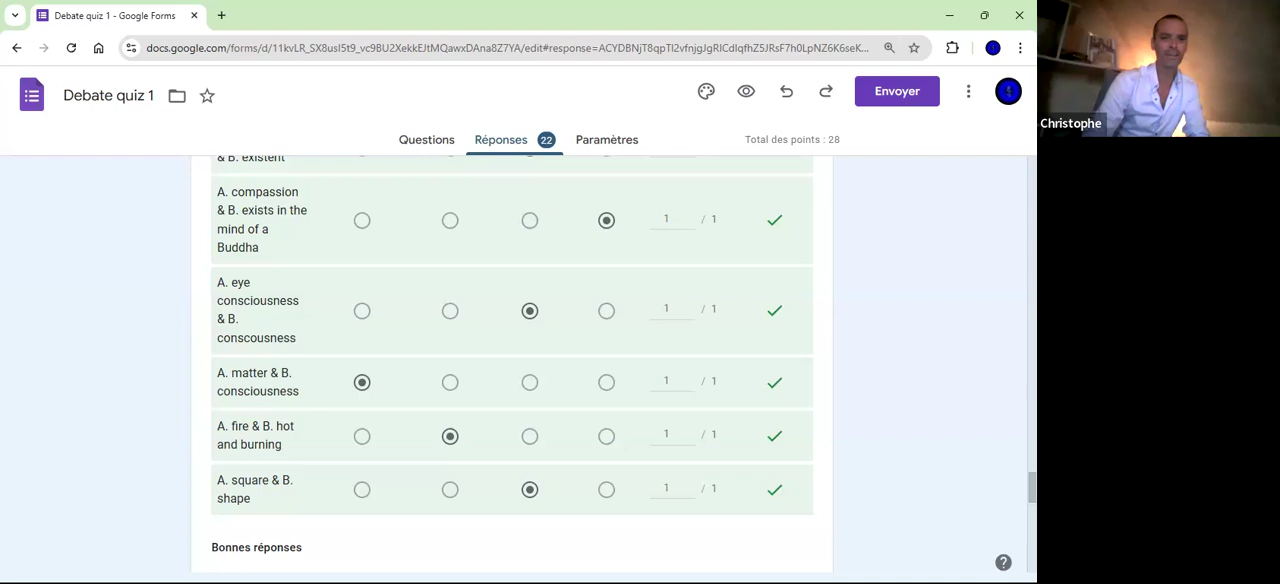 Debate quiz 1 - Google Forms
docs.google.com/forms/d/11kvLR_SX8usI5t9_vc9BU2XekkEJtMQawxDAna8Z7YA/edit#response=ACYDBNjT8qpTl2vfnjgJgRICdIqfhZ5JRsF7h0LpNZ6K6seK...
Debate quiz 1
Envoyer
Questions
Réponses 22
Paramètres
Total des points : 28
& B. existent
A. compassion
& B. exists in the
mind of a
Buddha
1 / 1
A. eye
consciousness
& B.
conscousness
1 / 1
A. matter & B.
consciousness
1 / 1
A. fire & B. hot
and burning
1 / 1
A. square & B.
shape
1 / 1
Bonnes réponses
Christophe